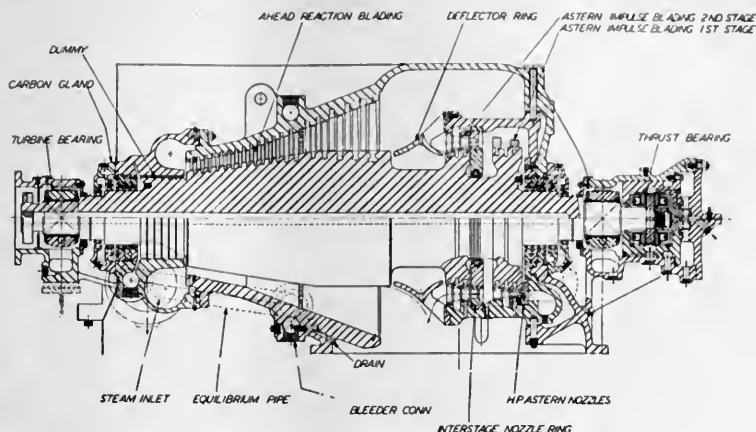 AHEAD REACTION BLADING
DEFLECTOR RING
ASTERN IMPULSE BLADING 2ND STAGE
ASTERN IMPULSE BLADING 1ST STAGE
DUMMY
CARBON GLAND
TURBINE BEARING
THRUST BEARING
DRAIN
STEAM INLET
EQUILIBRIUM PIPE
BLEEDER CONN
H.P. ASTERN NOZZLES
INTERSTAGE NOZZLE RING